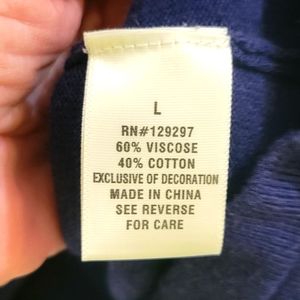 L
RN#129297
60% VISCOSE
40% COTTON
EXCLUSIVE OF DECORATION
MADE IN CHINA
SEE REVERSE
FOR CARE